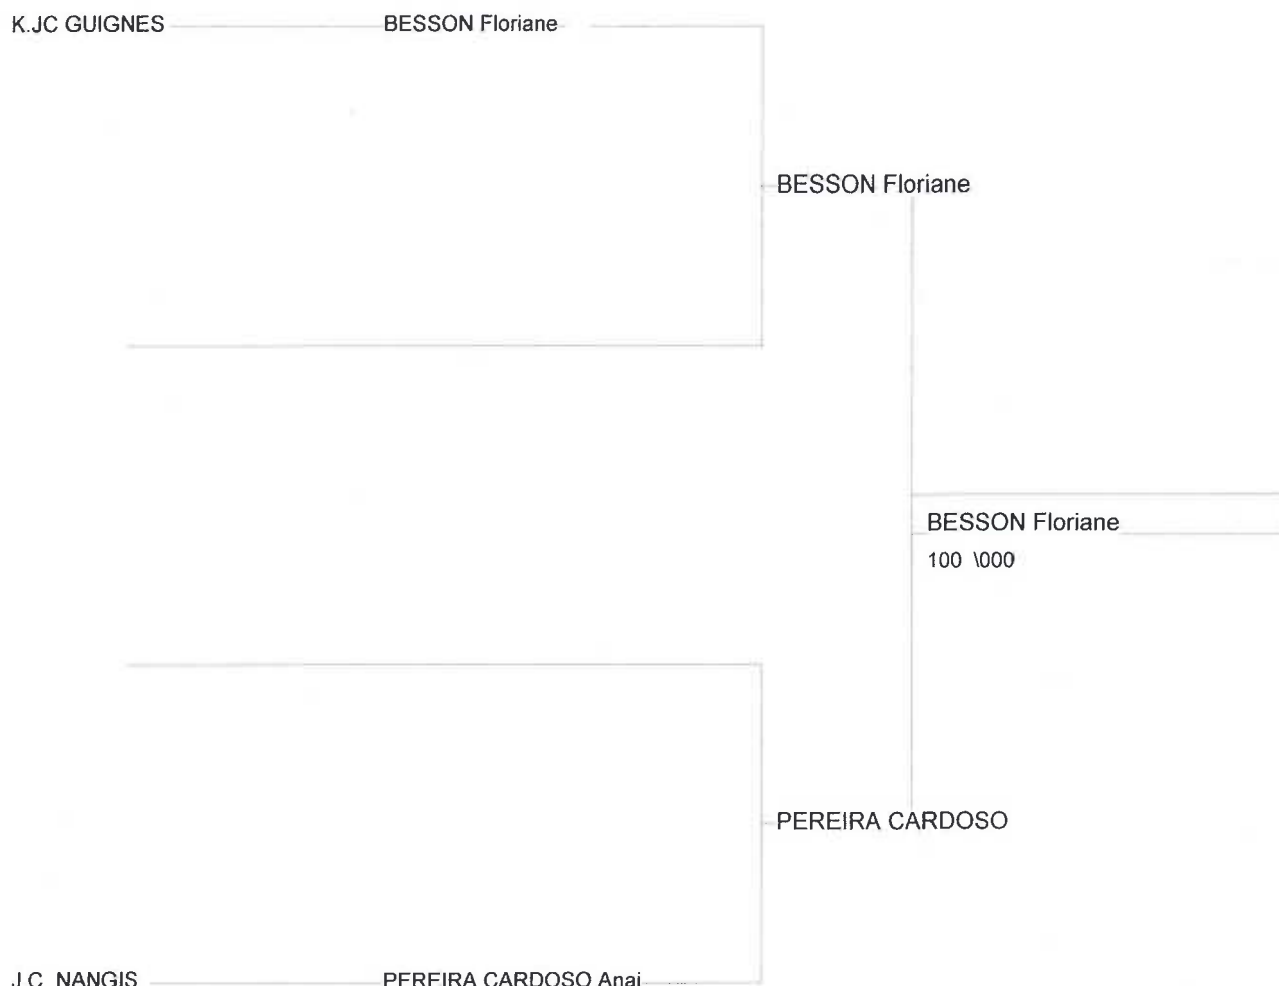 K.JC GUIGNES BESSON Floriane
BESSON Floriane
BESSON Floriane
100 \000
PEREIRA CARDOSO
J.C NANGIS PEREIRA CARDOSO Anai